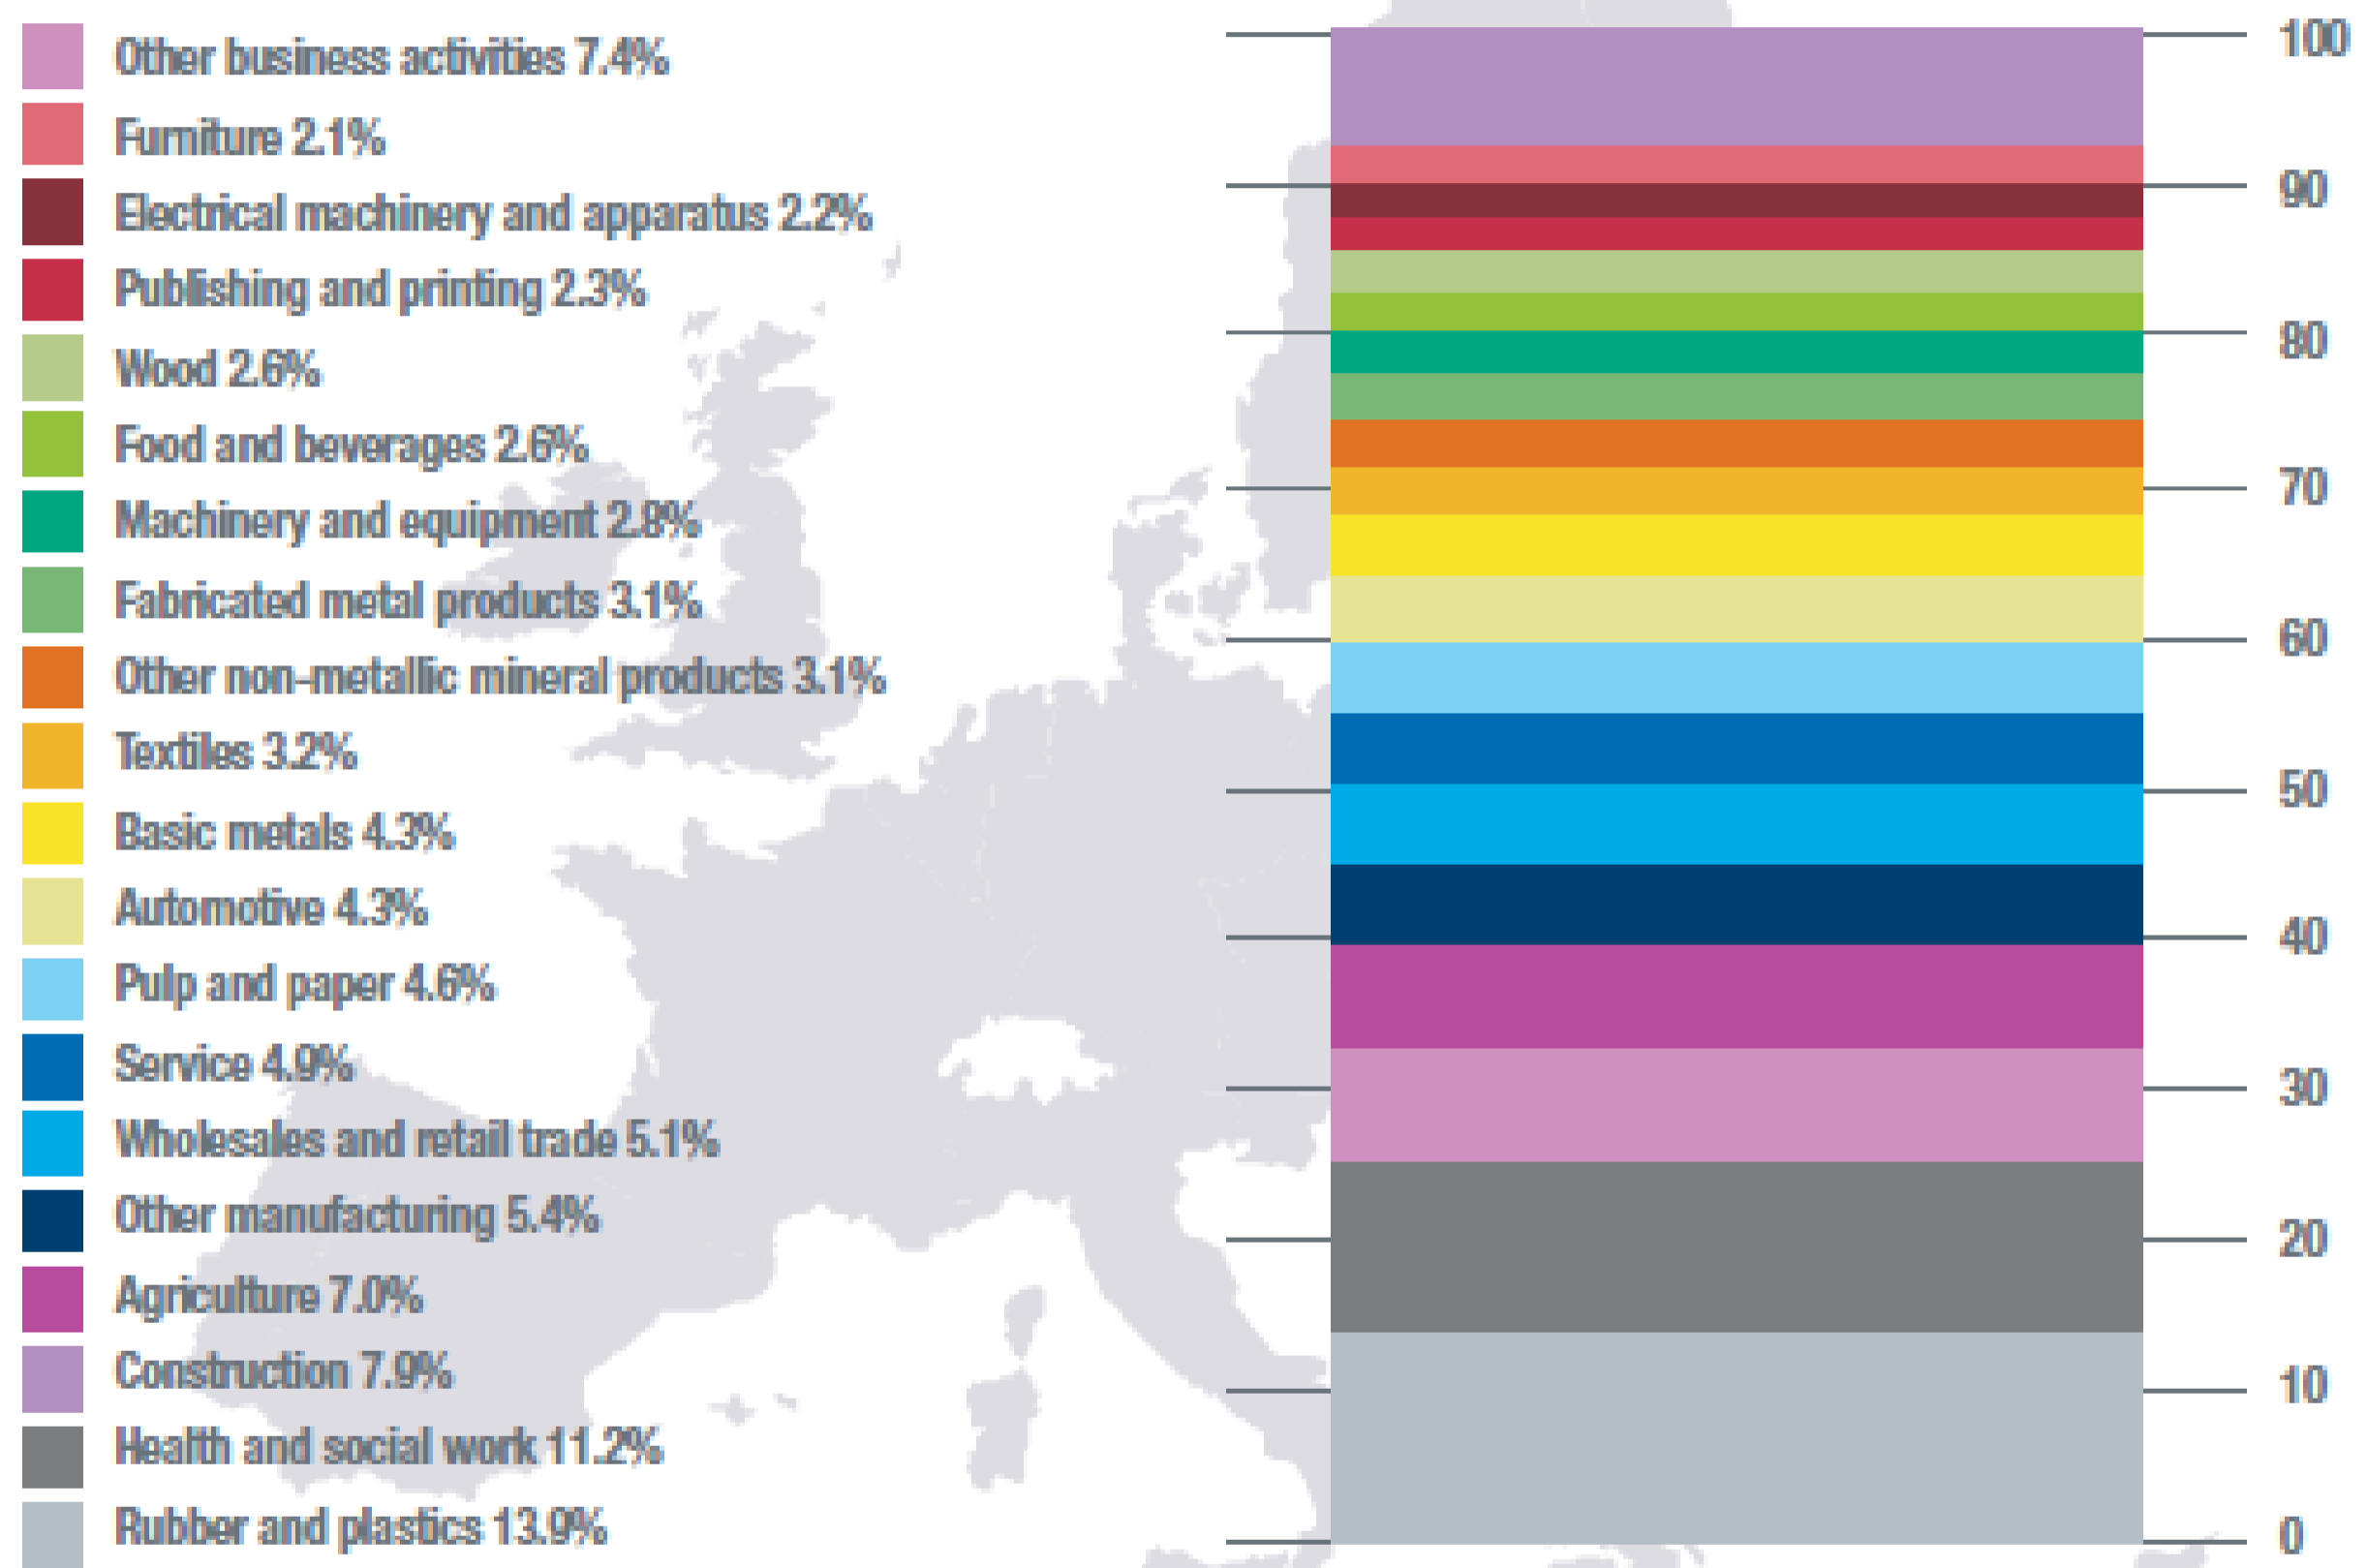 Other business activities 7.4%
Furniture 2.1%
Electrical machinery and apparatus 2.2%
Publishing and printing 2.3%
Wood 2.6%
Food and beverages 2.6%
Machinery and equipment 2.8%
Fabricated metal products 3.1%
Other non-metallic mineral products 3.1%
Textiles 3.2%
Basic metals 4.3%
Automotive 4.3%
Pulp and paper 4.6%
Service 4.9%
Wholesales and retail trade 5.1%
Other manufacturing 5.4%
Agriculture 7.0%
Construction 7.9%
Health and social work 11.2%
Rubber and plastics 13.9%
100
90
80
70
60
50
40
30
20
10
0